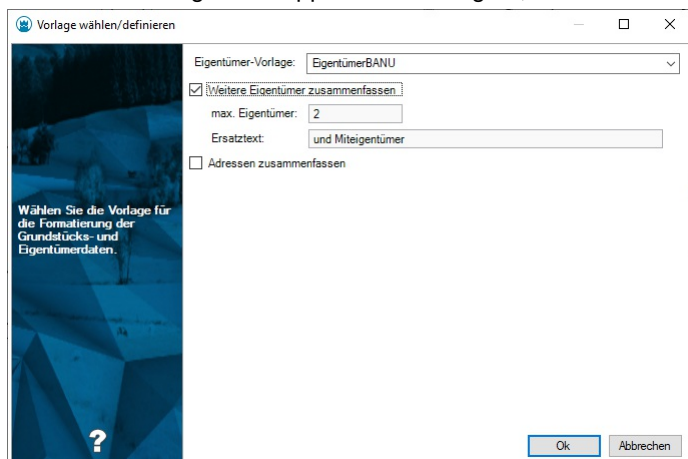 Vorlage wählen/definieren
Eigentümer-Vorlage: EigentümerBANU
Weitere Eigentümer zusammenfassen
max. Eigentümer: 2
Ersatztext: und Miteigentümer
Adressen zusammenfassen
Wählen Sie die Vorlage für
die Formatierung der
Grundstücks- und
Eigentümerdaten.
?
Ok Abbrechen